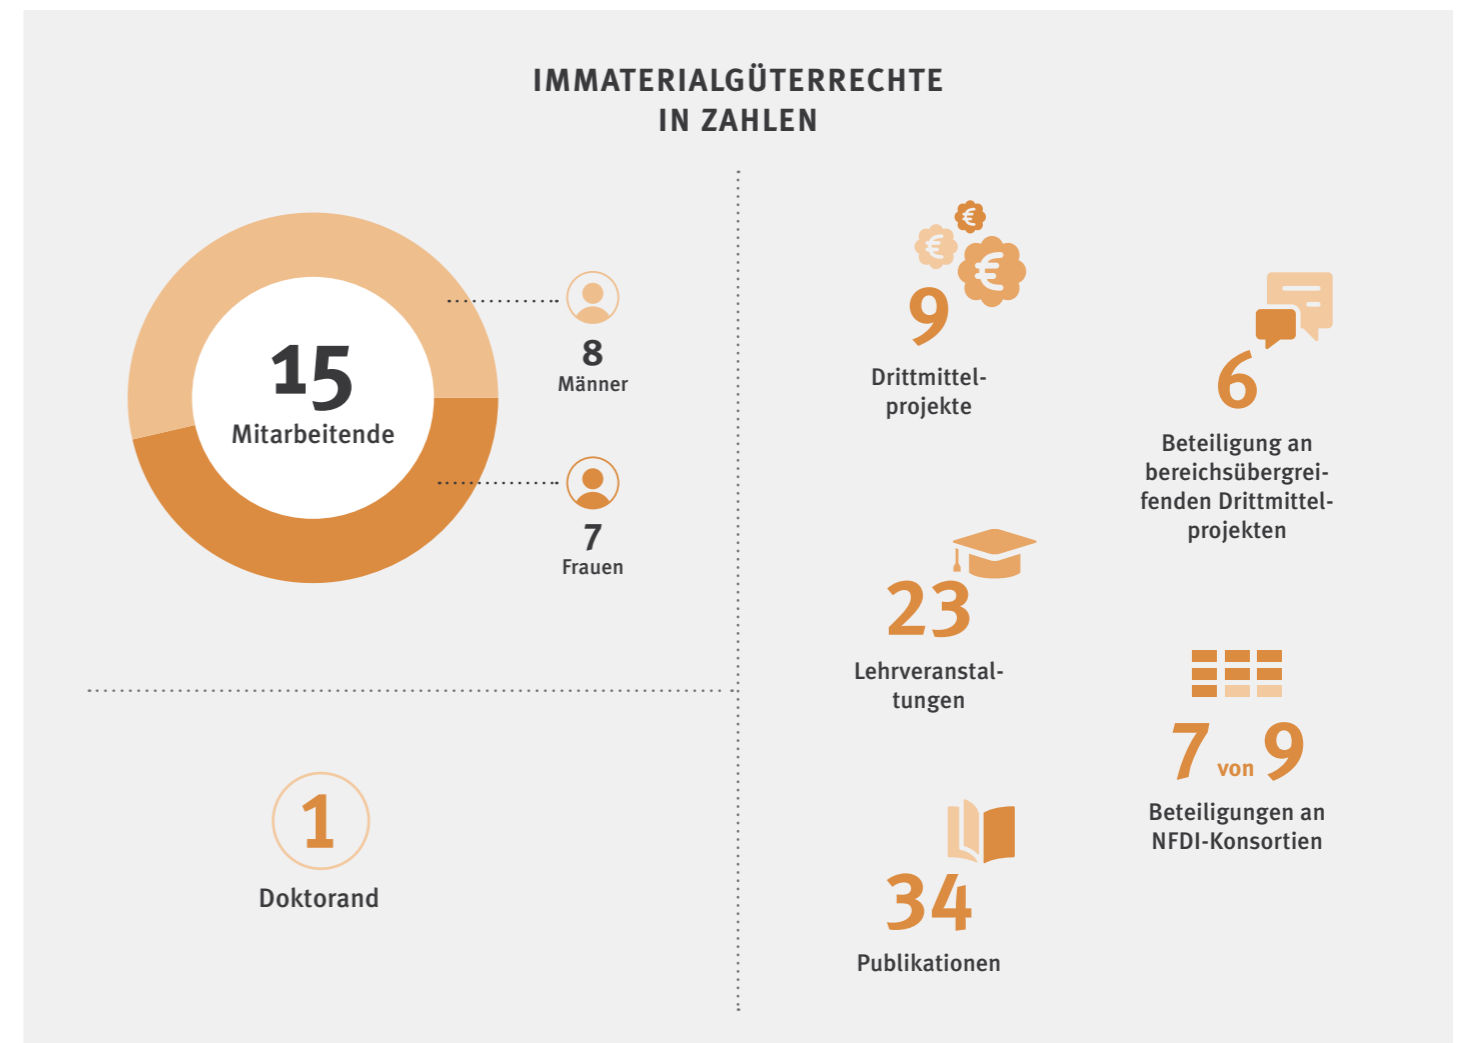 IMMATERIALGÜTERRECHTE
IN ZAHLEN
15
Mitarbeitende
8
Männer
7
Frauen
1
Doktorand
€
€
€
9
Drittmittel-
projekte
6
Beteiligung an
bereichsübergrei-
fenden Drittmittel-
projekten
23
Lehrveranstal-
tungen
7 von 9
Beteiligungen an
NFDI-Konsortien
34
Publikationen